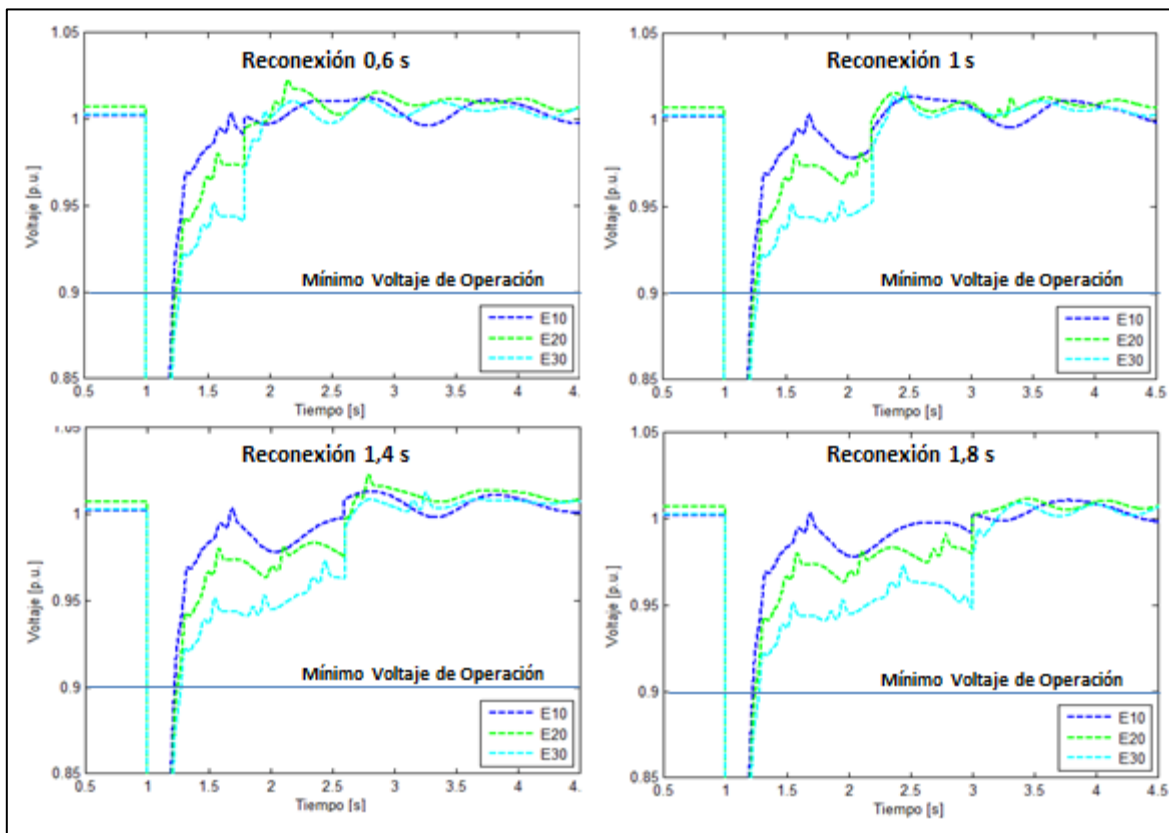 1.05
Reconexión 0,6 s
1
Voltaje [p.u.]
0.95
Mínimo Voltaje de Operación
0.9
E10
E20
E30
0.85
0.5 1 1.5 2 2.5 3 3.5 4 4.
Tiempo [s]
1.05
Reconexión 1 s
1
Voltaje [p.u.]
0.95
Mínimo Voltaje de Operación
0.9
E10
E20
E30
0.85
0.5 1 1.5 2 2.5 3 3.5 4 4.5
Tiempo [s]
1.05
Reconexión 1,4 s
1
Voltaje [p.u.]
0.95
Mínimo Voltaje de Operación
0.9
E10
E20
E30
0.85
0.5 1 1.5 2 2.5 3 3.5 4 4.
Tiempo [s]
1.05
Reconexión 1,8 s
1
Voltaje [p.u.]
0.95
Mínimo Voltaje de Operación
0.9
E10
E20
E30
0.85
0.5 1 1.5 2 2.5 3 3.5 4 4.5
Tiempo [s]